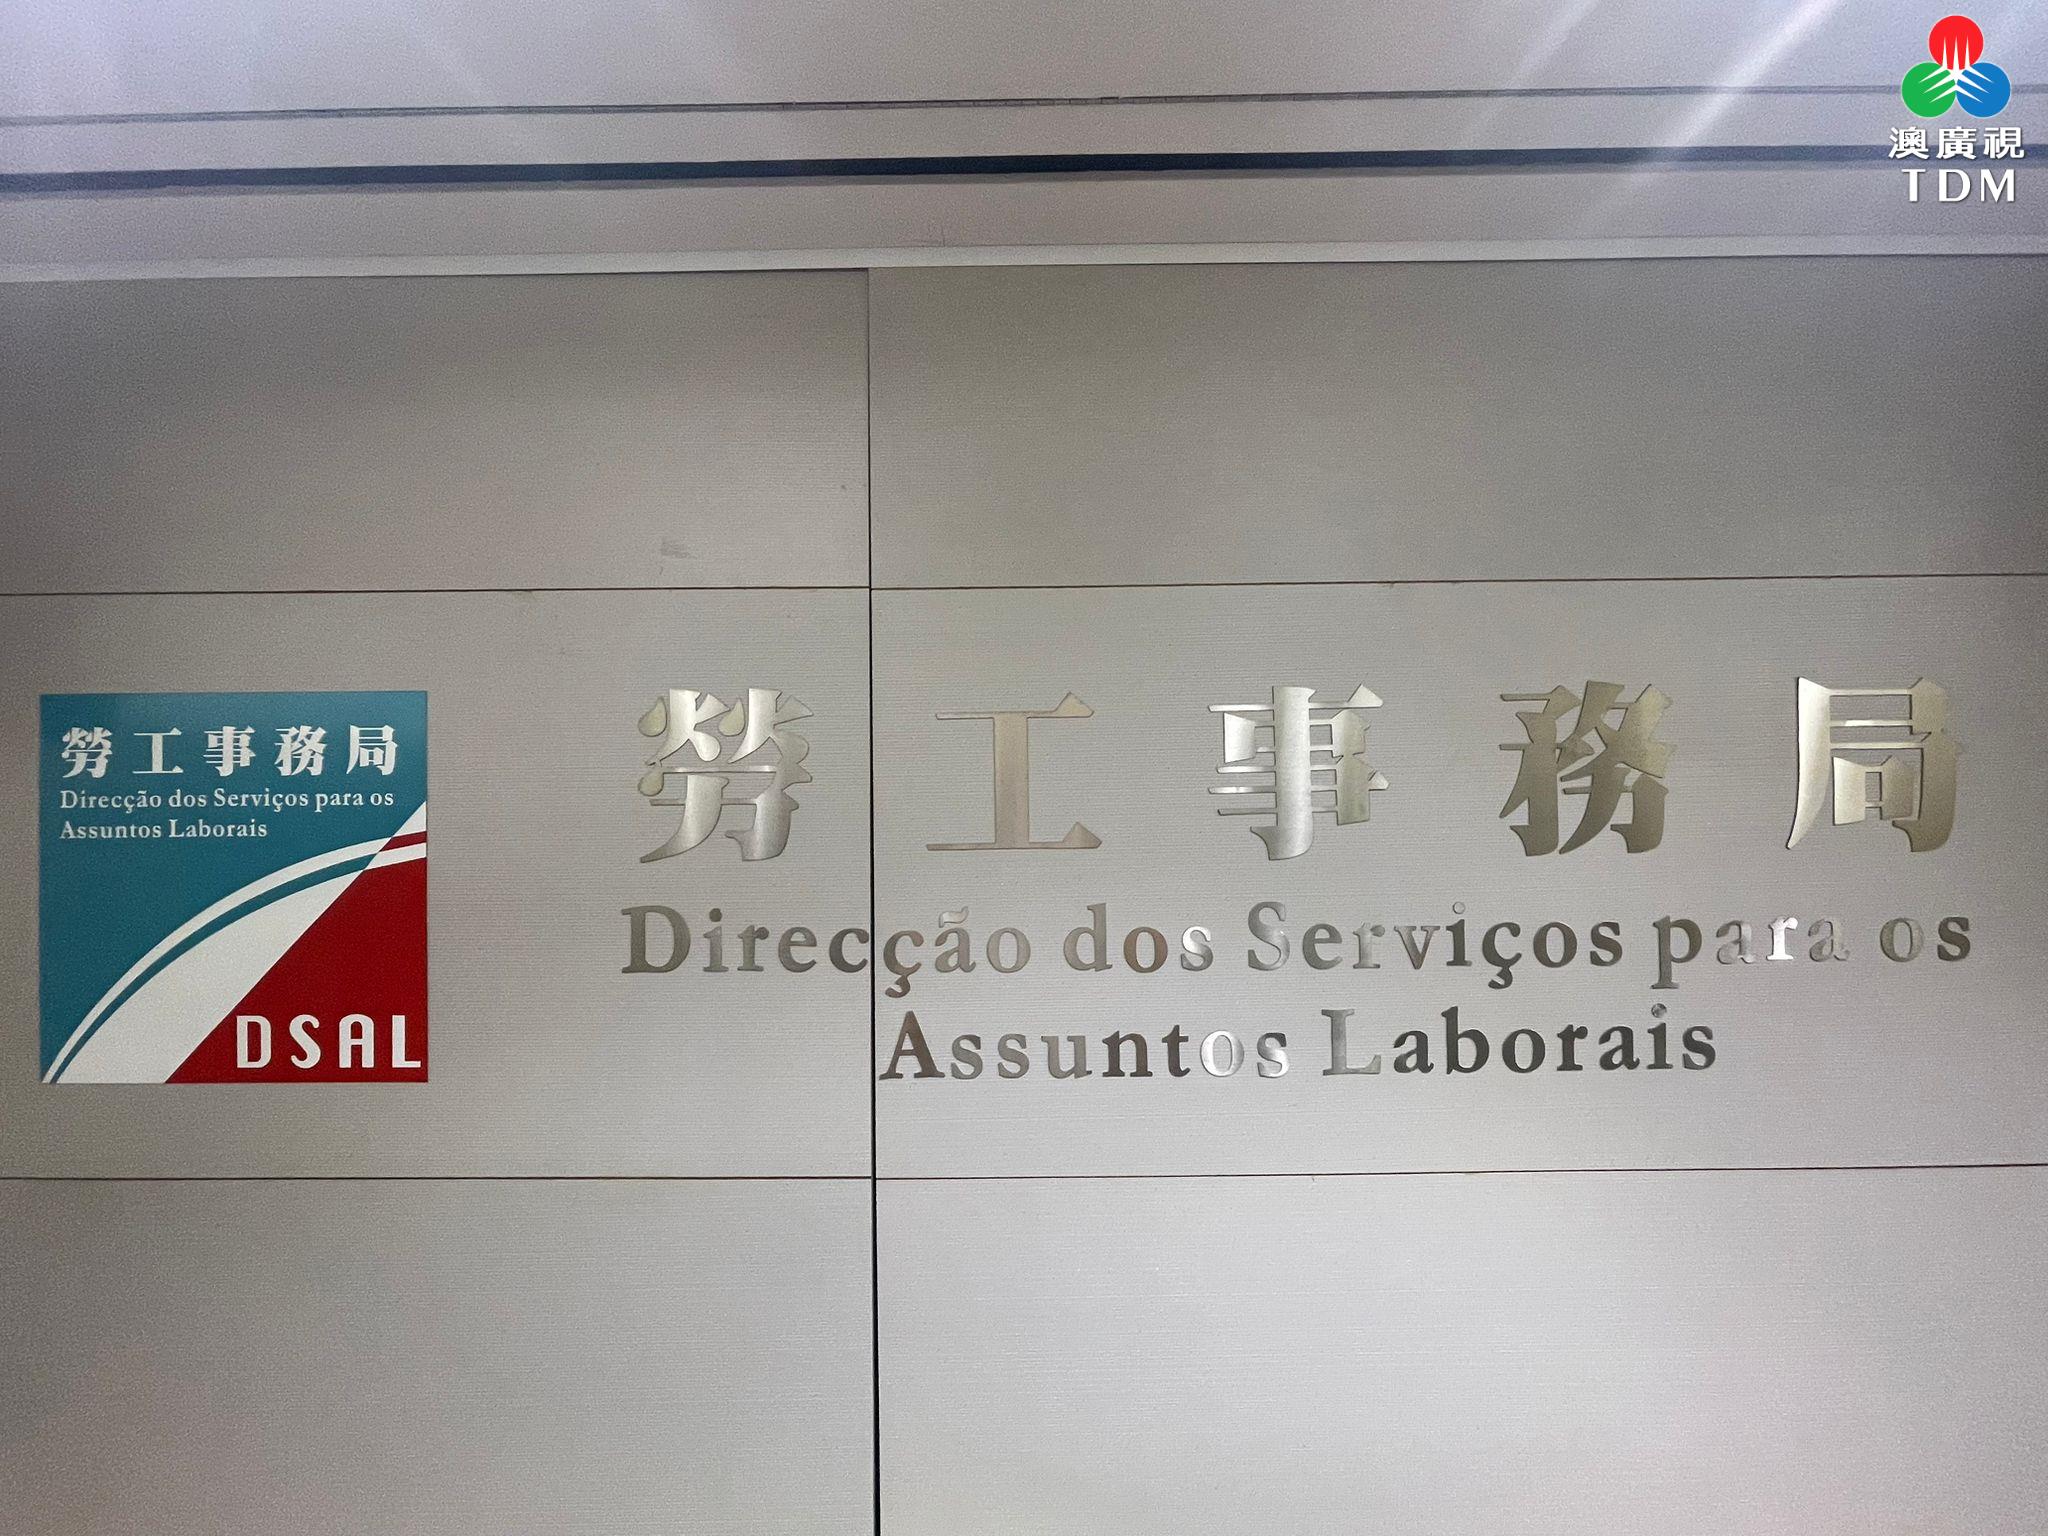 澳廣視
TDM
勞工事務局
Direcção dos Serviços para os
Assuntos Laborais
DSAL
勞工事務局
Direcção dos Serviços para os
Assuntos Laborais